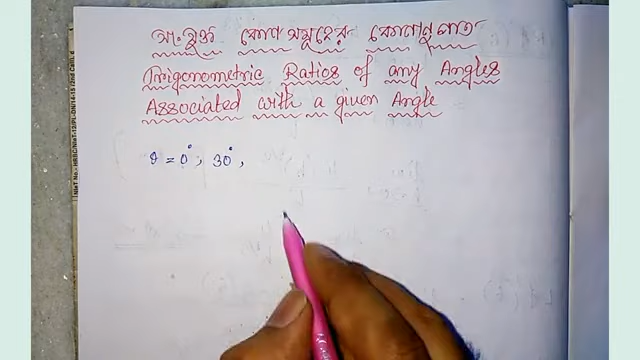 সংযুক্ত কোণ সমূহের কোণানুপাত
Trigonometric Ratios of any Angles
Associated with a given Angle
θ = 0°, 30°,